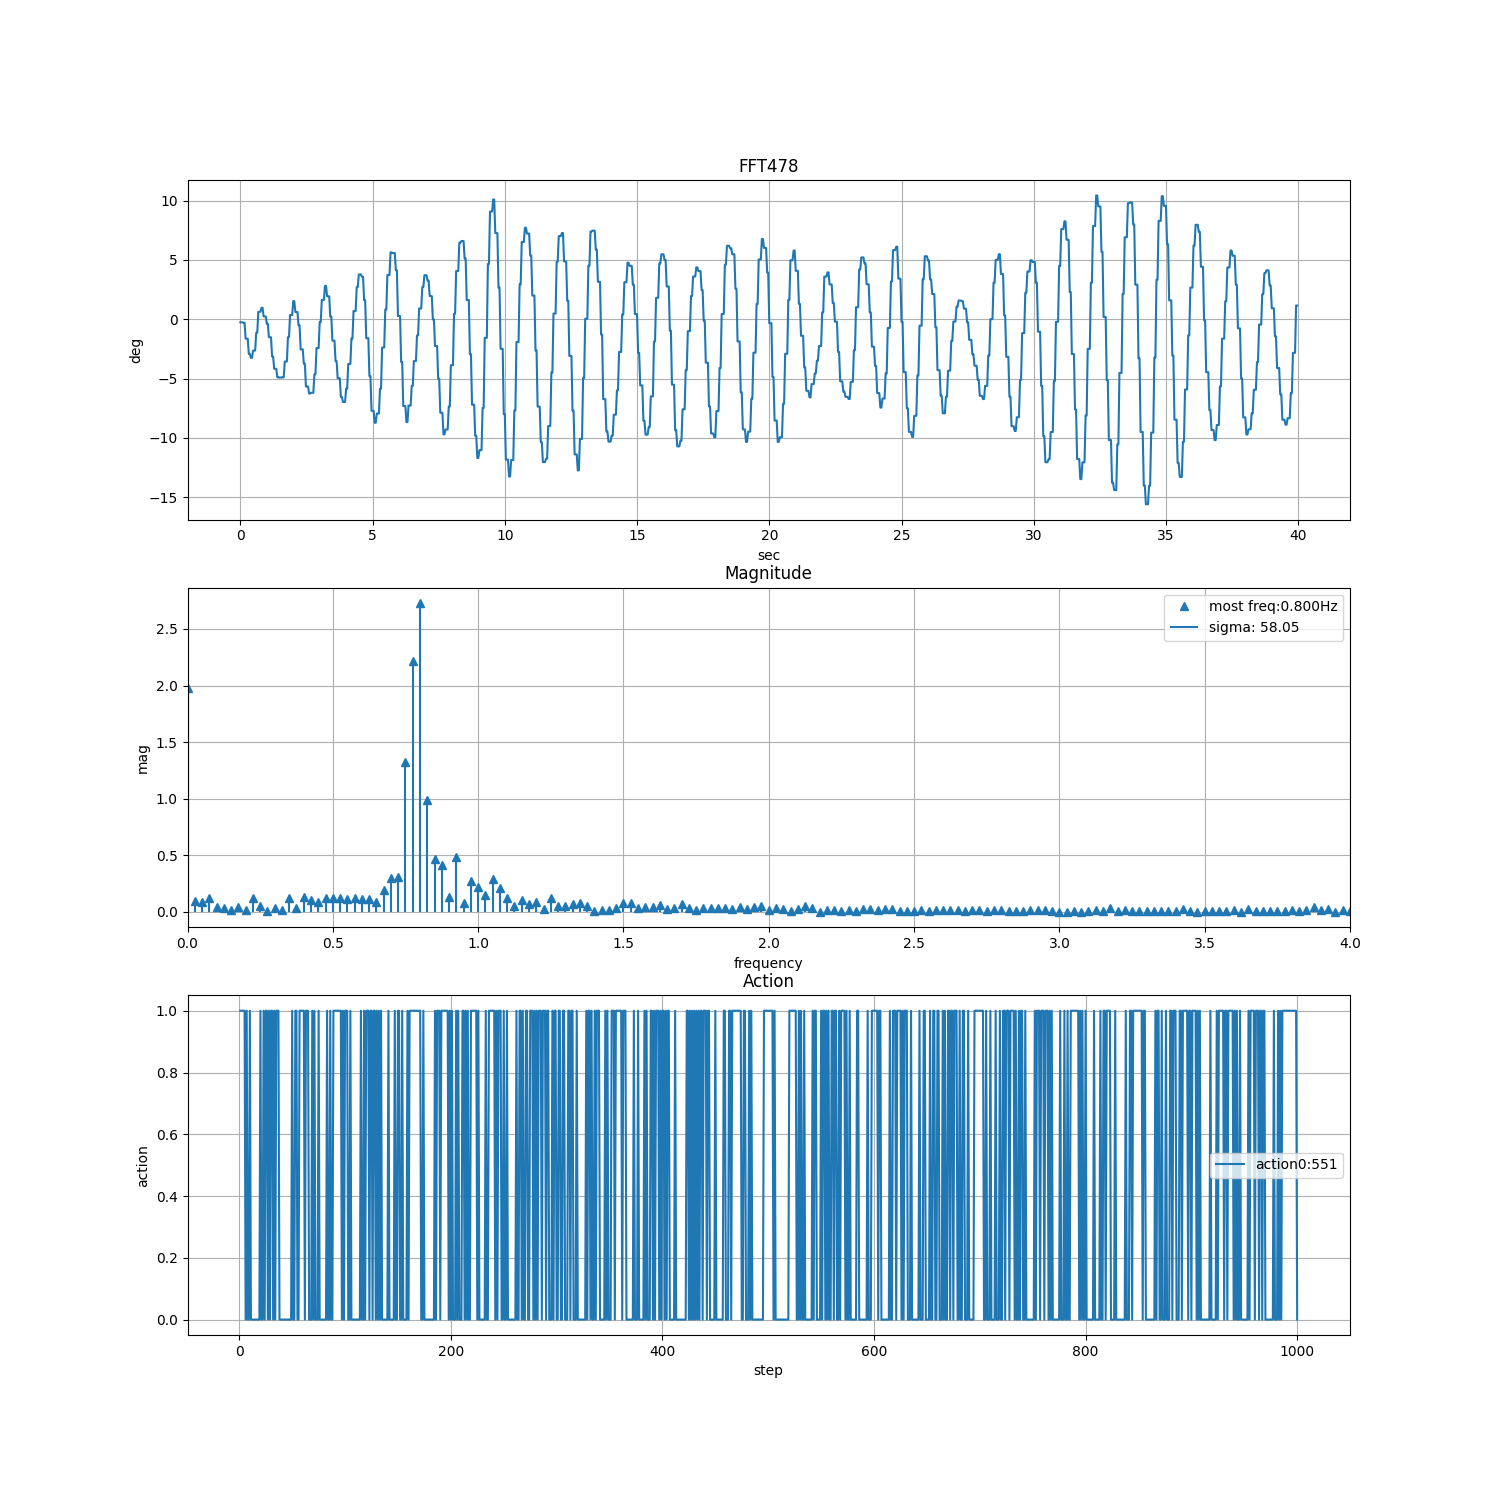 FFT478
10
5
0
−5
−10
−15
deg
0 5 10 15 20 25 30 35 40
sec
Magnitude
most freq:0.800Hz
sigma: 58.05
2.5
2.0
1.5
1.0
0.5
0.0
mag
0.0 0.5 1.0 1.5 2.0 2.5 3.0 3.5 4.0
frequency
Action
1.0
0.8
0.6
0.4
0.2
0.0
action
action0:551
0 200 400 600 800 1000
step